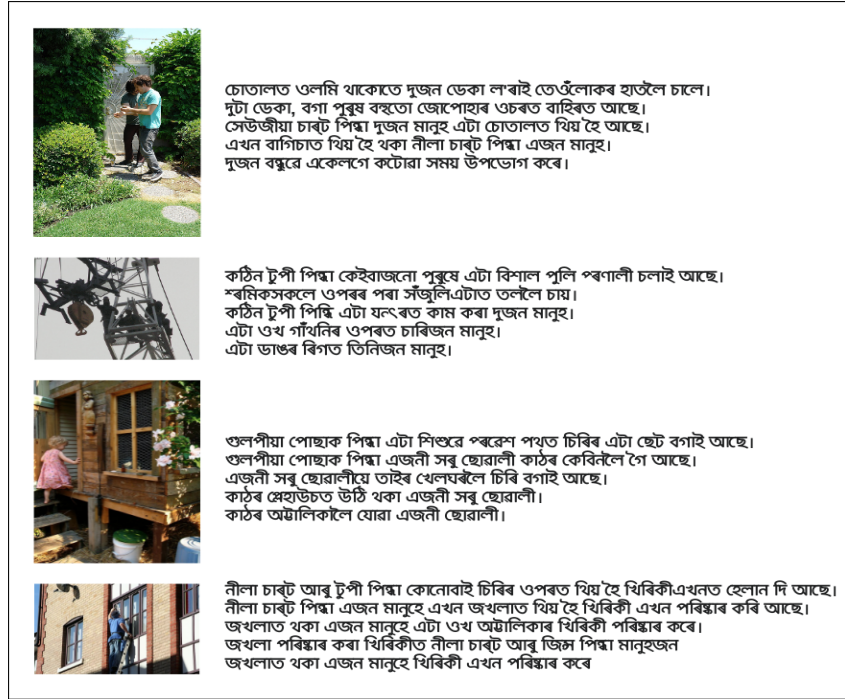 চোতালত ওলমি থাকোতে দুজন ডেকা ল'ৰাই তেওঁলোকৰ হাতলৈ চালে।
দুটা ডেকা, বগা পুৰুষ বহুতো জোপোহাৰ ওচৰত বাহিৰত আছে।
সেউজীয়া চাৰ্ট পিন্ধা দুজন মানুহ এটা চোতালত থিয় হৈ আছে।
এখন বাগিচাত থিয় হৈ থকা নীলা চাৰ্ট পিন্ধা এজন মানুহ।
দুজন বন্ধুৱে একেলগে কটোৱা সময় উপভোগ কৰে।
কঠিন টুপী পিন্ধা কেইবাজনো পুৰুষে এটা বিশাল পুলি প্ৰণালী চলাই আছে।
শ্ৰমিকসকলে ওপৰৰ পৰা সঁজুলিএটাত তললৈ চায়।
কঠিন টুপী পিন্ধি এটা যন্ত্ৰত কাম কৰা দুজন মানুহ।
এটা ওখ গাঁথনিৰ ওপৰত চাৰিজন মানুহ।
এটা ডাঙৰ ৰিগত তিনিজন মানুহ।
গুলপীয়া পোছাক পিন্ধা এটা শিশুৱে প্ৰৱেশ পথত চিৰিৰ এটা ছেট বগাই আছে।
গুলপীয়া পোছাক পিন্ধা এজনী সৰু ছোৱালী কাঠৰ কেবিনলৈ গৈ আছে।
এজনী সৰু ছোৱালীয়ে তাইৰ খেলঘৰলৈ চিৰি বগাই আছে।
কাঠৰ প্লেহাউচত উঠি থকা এজনী সৰু ছোৱালী।
কাঠৰ অট্টালিকালৈ যোৱা এজনী ছোৱালী।
নীলা চাৰ্ট আৰু টুপী পিন্ধা কোনোবাই চিৰিৰ ওপৰত থিয় হৈ খিৰিকীএখনত হেলান দি আছে।
নীলা চাৰ্ট পিন্ধা এজন মানুহে এখন জখলাত থিয় হৈ খিৰিকী এখন পৰিষ্কাৰ কৰি আছে।
জখলাত থকা এজন মানুহে এটা ওখ অট্টালিকাৰ খিৰিকী পৰিষ্কাৰ কৰে।
জখলা পৰিষ্কাৰ কৰা খিৰিকীত নীলা চাৰ্ট আৰু জিন্স পিন্ধা মানুহজন
জখলাত থকা এজন মানুহে খিৰিকী এখন পৰিষ্কাৰ কৰে